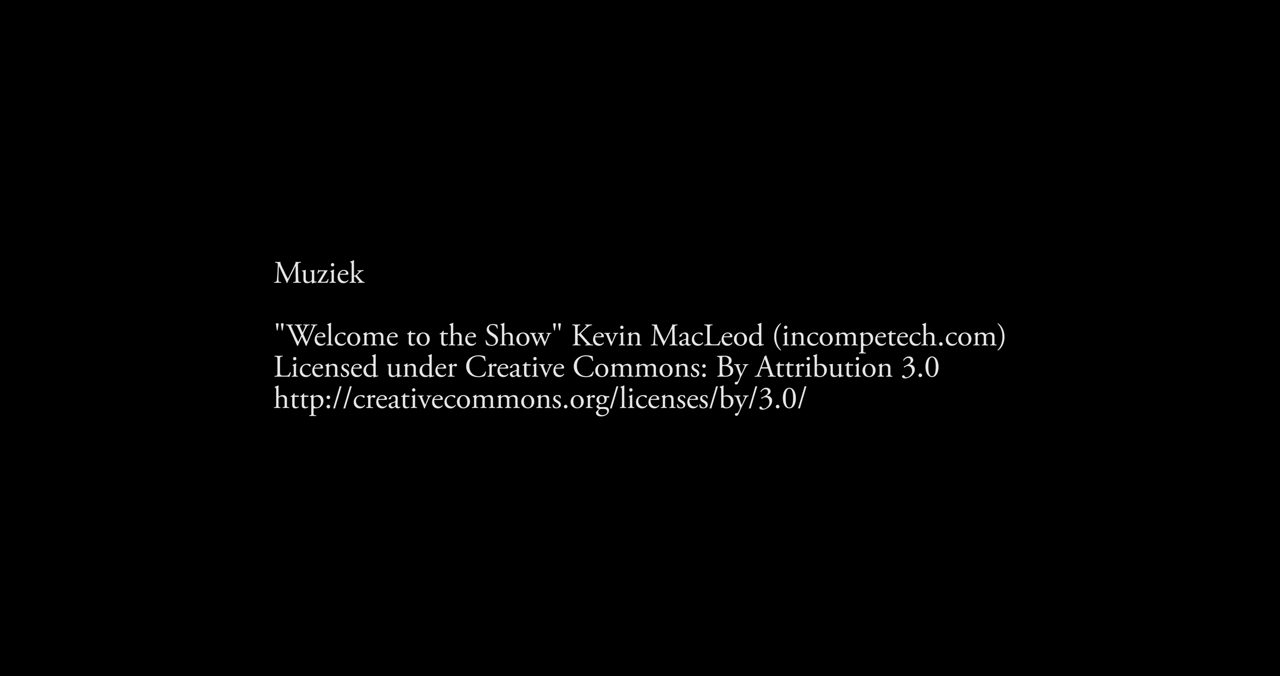 Muziek
"Welcome to the Show" Kevin MacLeod (incompetech.com)
Licensed under Creative Commons: By Attribution 3.0
http://creativecommons.org/licenses/by/3.0/